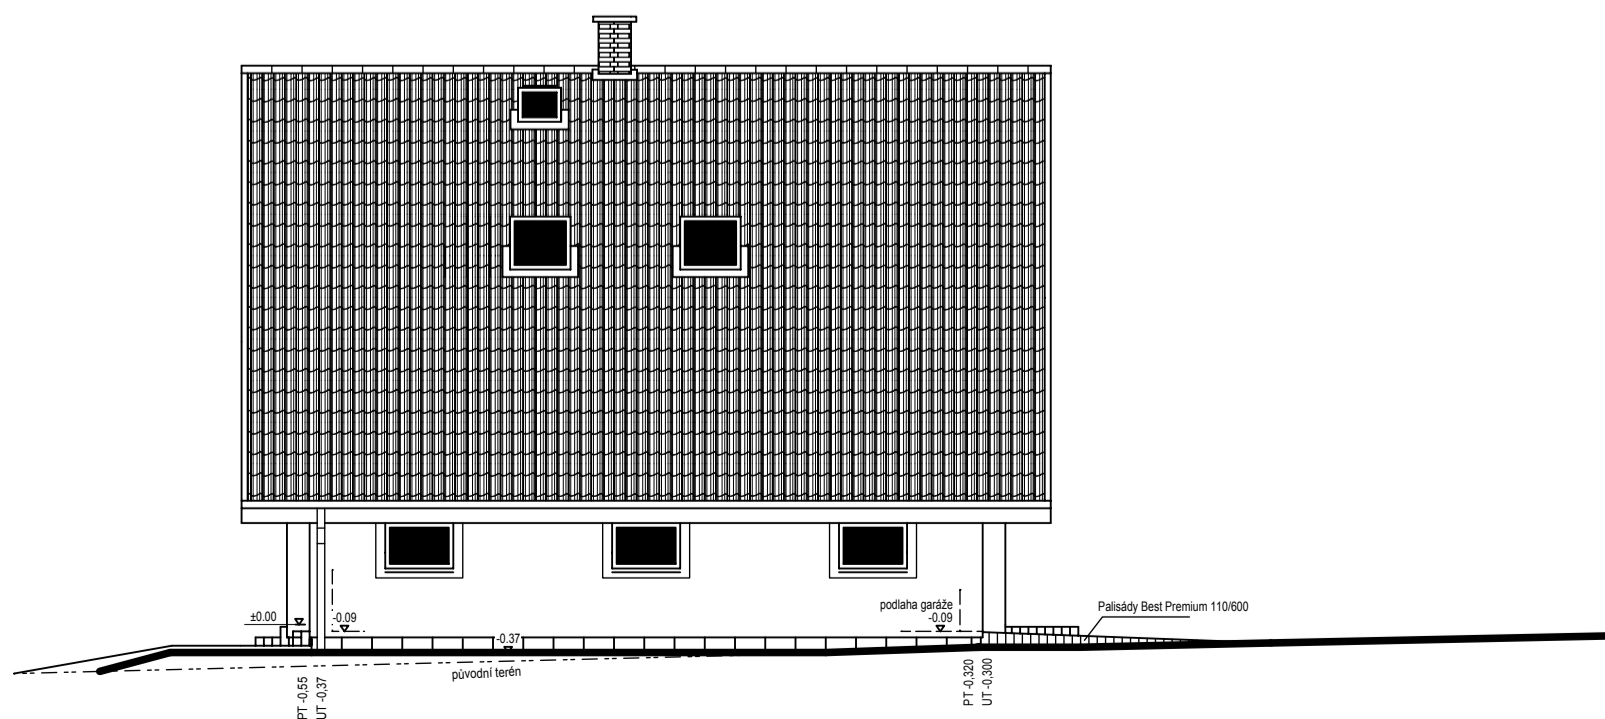 ±0.00
-0.09
-0.37
podlaha garáže
-0.09
Palisády Best Premium 110/600
původní terén
PT -0,55
UT -0,37
PT -0,320
UT -0,300